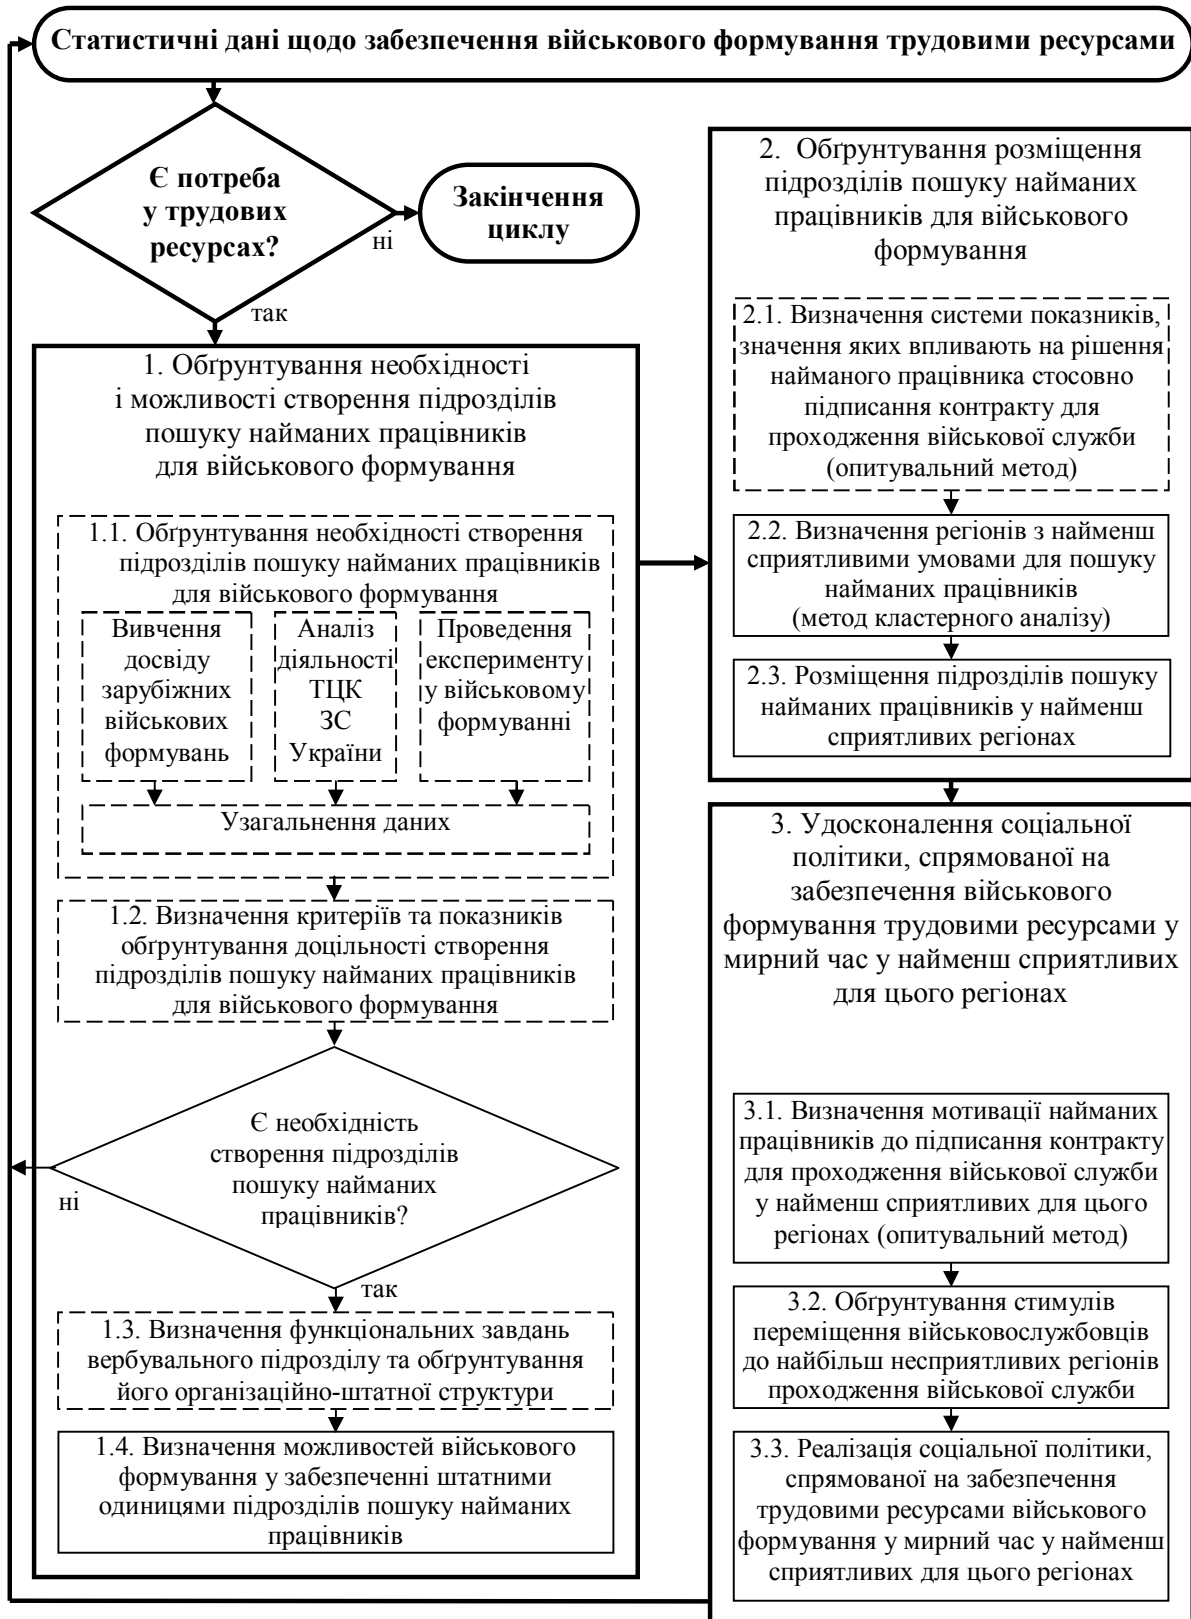 Статистичні дані щодо забезпечення військового формування трудовими ресурсами
Є потреба
у трудових
ресурсах?
ні
Закінчення
циклу
так
1. Обґрунтування необхідності
і можливості створення підрозділів
пошуку найманих працівників
для військового формування
1.1. Обґрунтування необхідності створення
підрозділів пошуку найманих працівників
для військового формування
Вивчення
досвіду
зарубіжних
військових
формувань
Аналіз
діяльності
ТЦК
ЗС
України
Проведення
експерименту
у військовому
формуванні
Узагальнення даних
1.2. Визначення критеріїв та показників
обґрунтування доцільності створення
підрозділів пошуку найманих працівників
для військового формування
Є необхідність
створення підрозділів
пошуку найманих
працівників?
ні
так
1.3. Визначення функціональних завдань
вербувального підрозділу та обґрунтування
його організаційно-штатної структури
1.4. Визначення можливостей військового
формування у забезпеченні штатними
одиницями підрозділів пошуку найманих
працівників
2. Обґрунтування розміщення
підрозділів пошуку найманих
працівників для військового
формування
2.1. Визначення системи показників,
значення яких впливають на рішення
найманого працівника стосовно
підписання контракту для
проходження військової служби
(опитувальний метод)
2.2. Визначення регіонів з найменш
сприятливими умовами для пошуку
найманих працівників
(метод кластерного аналізу)
2.3. Розміщення підрозділів пошуку
найманих працівників у найменш
сприятливих регіонах
3. Удосконалення соціальної
політики, спрямованої на
забезпечення військового
формування трудовими ресурсами у
мирний час у найменш сприятливих
для цього регіонах
3.1. Визначення мотивації найманих
працівників до підписання контракту
для проходження військової служби
у найменш сприятливих для цього
регіонах (опитувальний метод)
3.2. Обґрунтування стимулів
переміщення військовослужбовців
до найбільш несприятливих регіонів
проходження військової служби
3.3. Реалізація соціальної політики,
спрямованої на забезпечення
трудовими ресурсами військового
формування у мирний час у найменш
сприятливих для цього регіонах